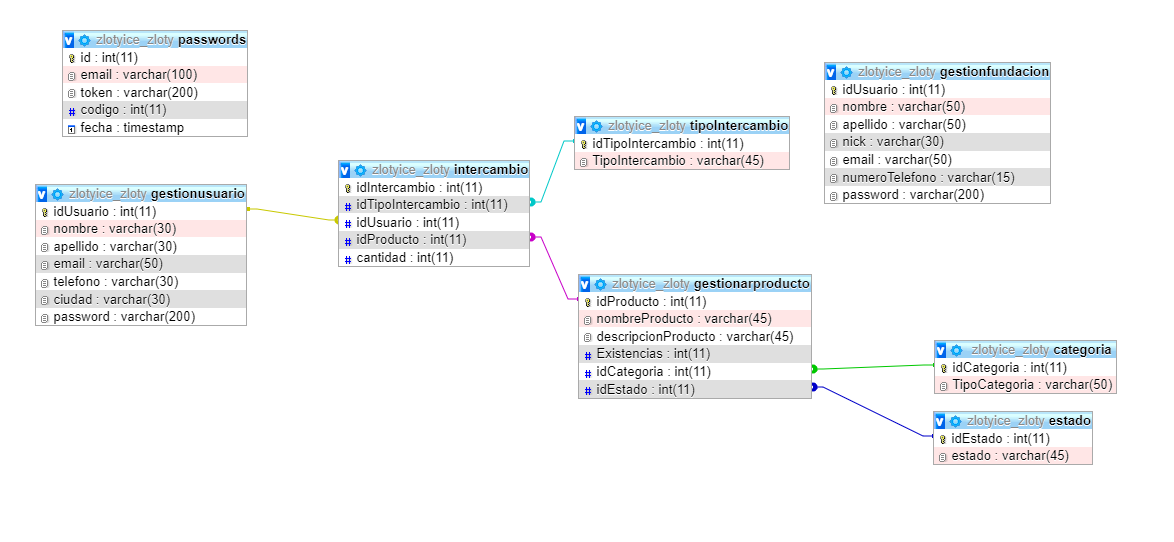 v zlotyice_zloty passwords
id : int(11)
email : varchar(100)
token : varchar(200)
# codigo : int(11)
fecha : timestamp
v zlotyice_zloty gestionusuario
idUsuario : int(11)
nombre : varchar(30)
apellido : varchar(30)
email : varchar(50)
telefono : varchar(30)
ciudad : varchar(30)
password : varchar(200)
v zlotyice_zloty intercambio
idIntercambio : int(11)
# idTipoIntercambio : int(11)
# idUsuario : int(11)
# idProducto : int(11)
# cantidad : int(11)
v zlotyice_zloty tipoIntercambio
idTipoIntercambio : int(11)
TipoIntercambio : varchar(45)
v zlotyice_zloty gestionfundacion
idUsuario : int(11)
nombre : varchar(50)
apellido : varchar(50)
nick : varchar(30)
email : varchar(50)
numeroTelefono : varchar(15)
password : varchar(200)
v zlotyice_zloty gestionarproducto
idProducto : int(11)
nombreProducto : varchar(45)
descripcionProducto : varchar(45)
# Existencias : int(11)
# idCategoria : int(11)
# idEstado : int(11)
v zlotyice_zloty categoria
idCategoria : int(11)
TipoCategoria : varchar(50)
v zlotyice_zloty estado
idEstado : int(11)
estado : varchar(45)